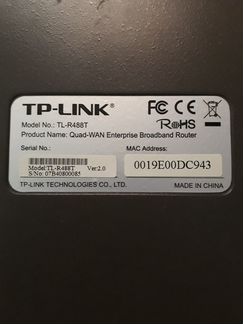 TP-LINK FC CE
RoHS
Model No.: TL-R488T
Product Name: Quad-WAN Enterprise Broadband Router
Serial No.: MAC Address:
Model:TL-R488T Ver:2.0
S/No: 07B40800085
0019E00DC943
TP-LINK TECHNOLOGIES CO., LTD. MADE IN CHINA